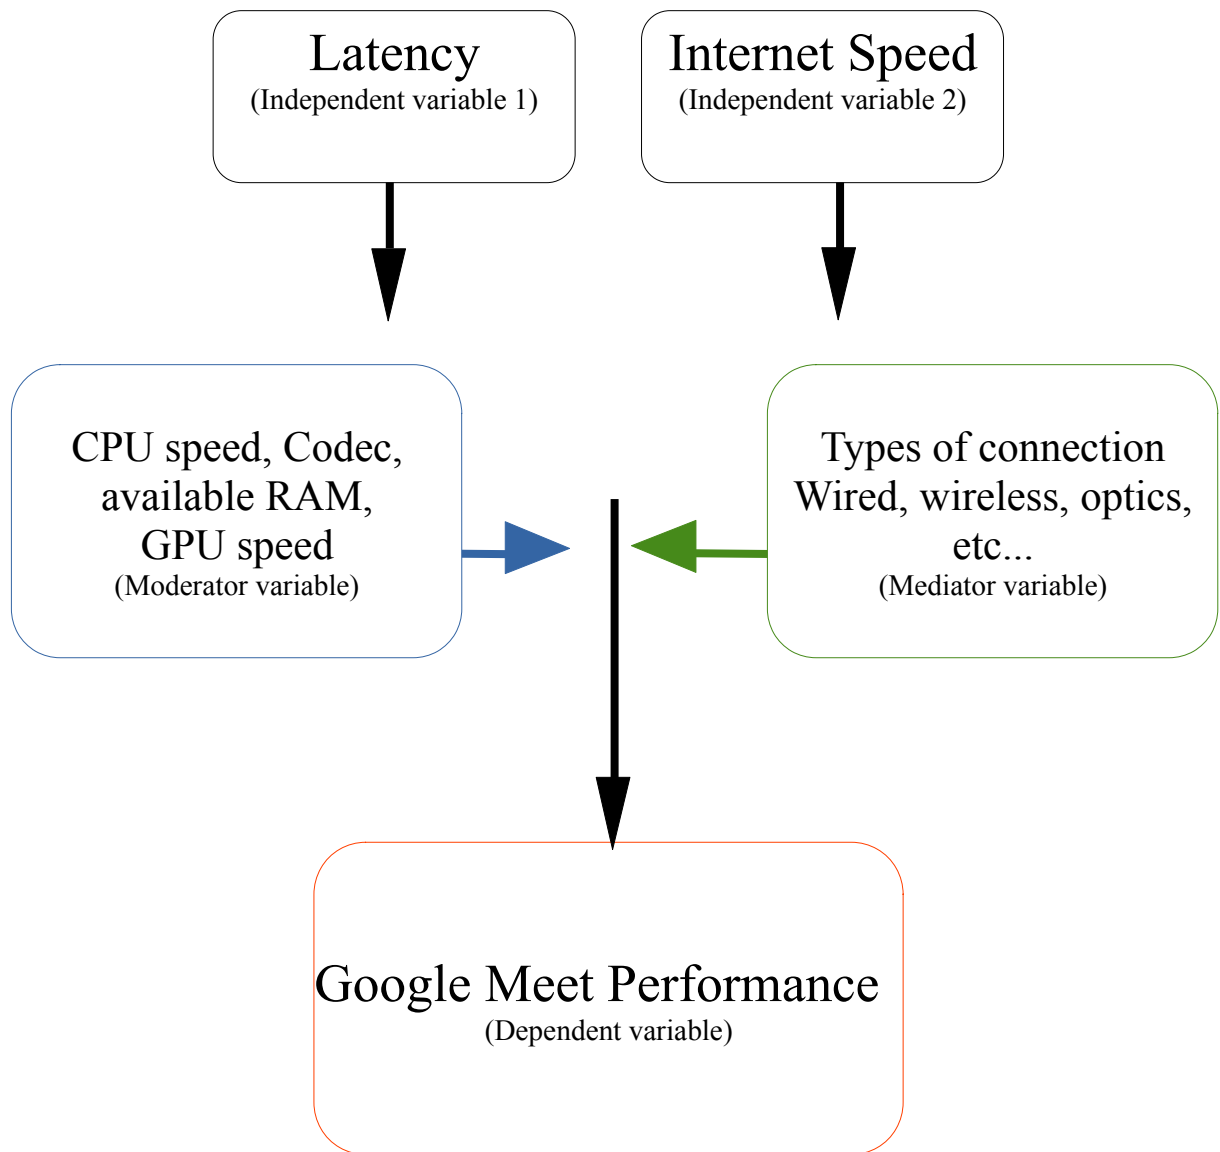 Latency
(Independent variable 1)
Internet Speed
(Independent variable 2)
CPU speed, Codec,
available RAM,
GPU speed
(Moderator variable)
Types of connection
Wired, wireless, optics,
etc...
(Mediator variable)
Google Meet Performance
(Dependent variable)